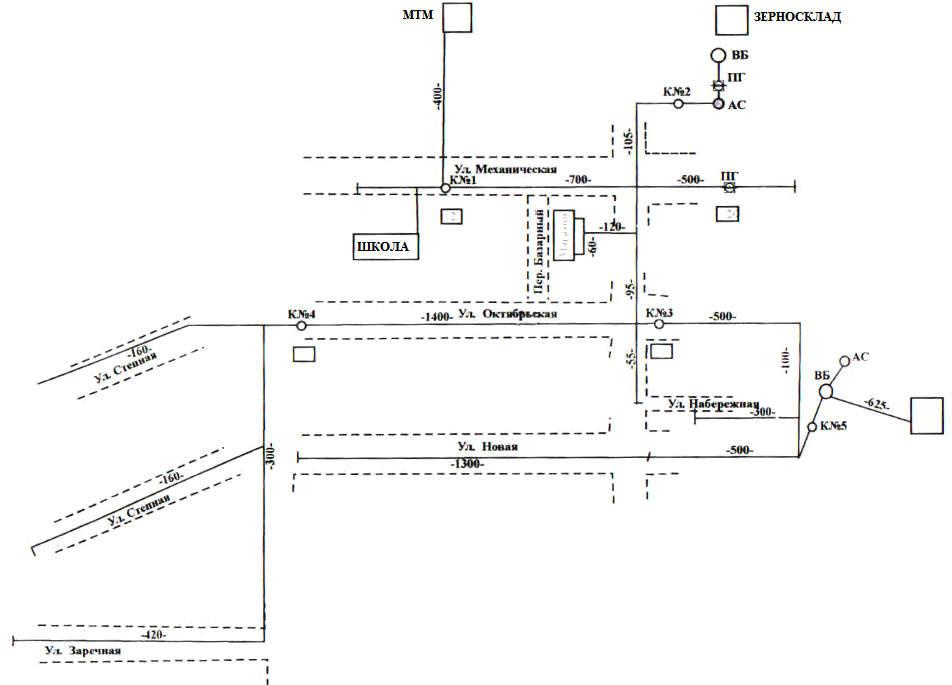 МТМ
ЗЕРНОСКЛАД
ВБ
ПГ
К№2
АС
-400-
-105-
Ул. Механическая
К№1
-700-
-500-
ПГ
ШКОЛА
Пер. Базарный
-60-
-120-
-95-
К№4
-1400-
Ул. Октябрьская
К№3
-500-
-160-
Ул. Степная
-55-
-100-
АС
ВБ
-625-
Ул. Набережная
-300-
К№5
-300-
Ул. Новая
-1300-
-500-
-160-
Ул. Степная
-420-
Ул. Заречная